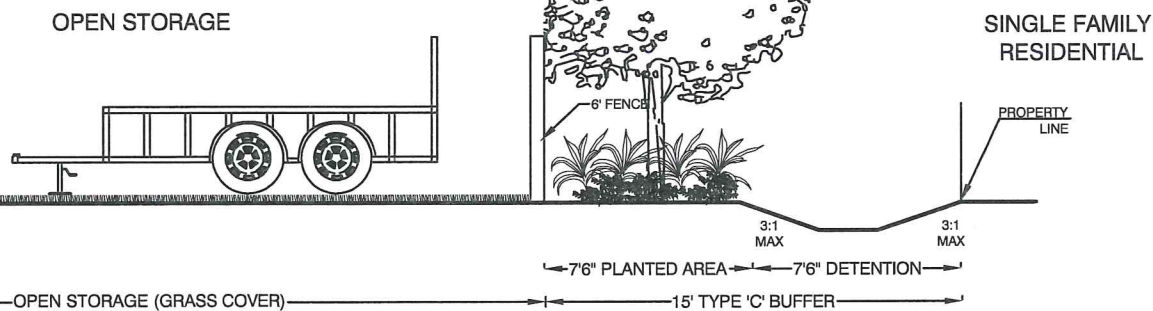 OPEN STORAGE
SINGLE FAMILY
RESIDENTIAL
6' FENCE
PROPERTY
LINE
3:1
MAX
3:1
MAX
7'6" PLANTED AREA
7'6" DETENTION
OPEN STORAGE (GRASS COVER)
15' TYPE 'C' BUFFER